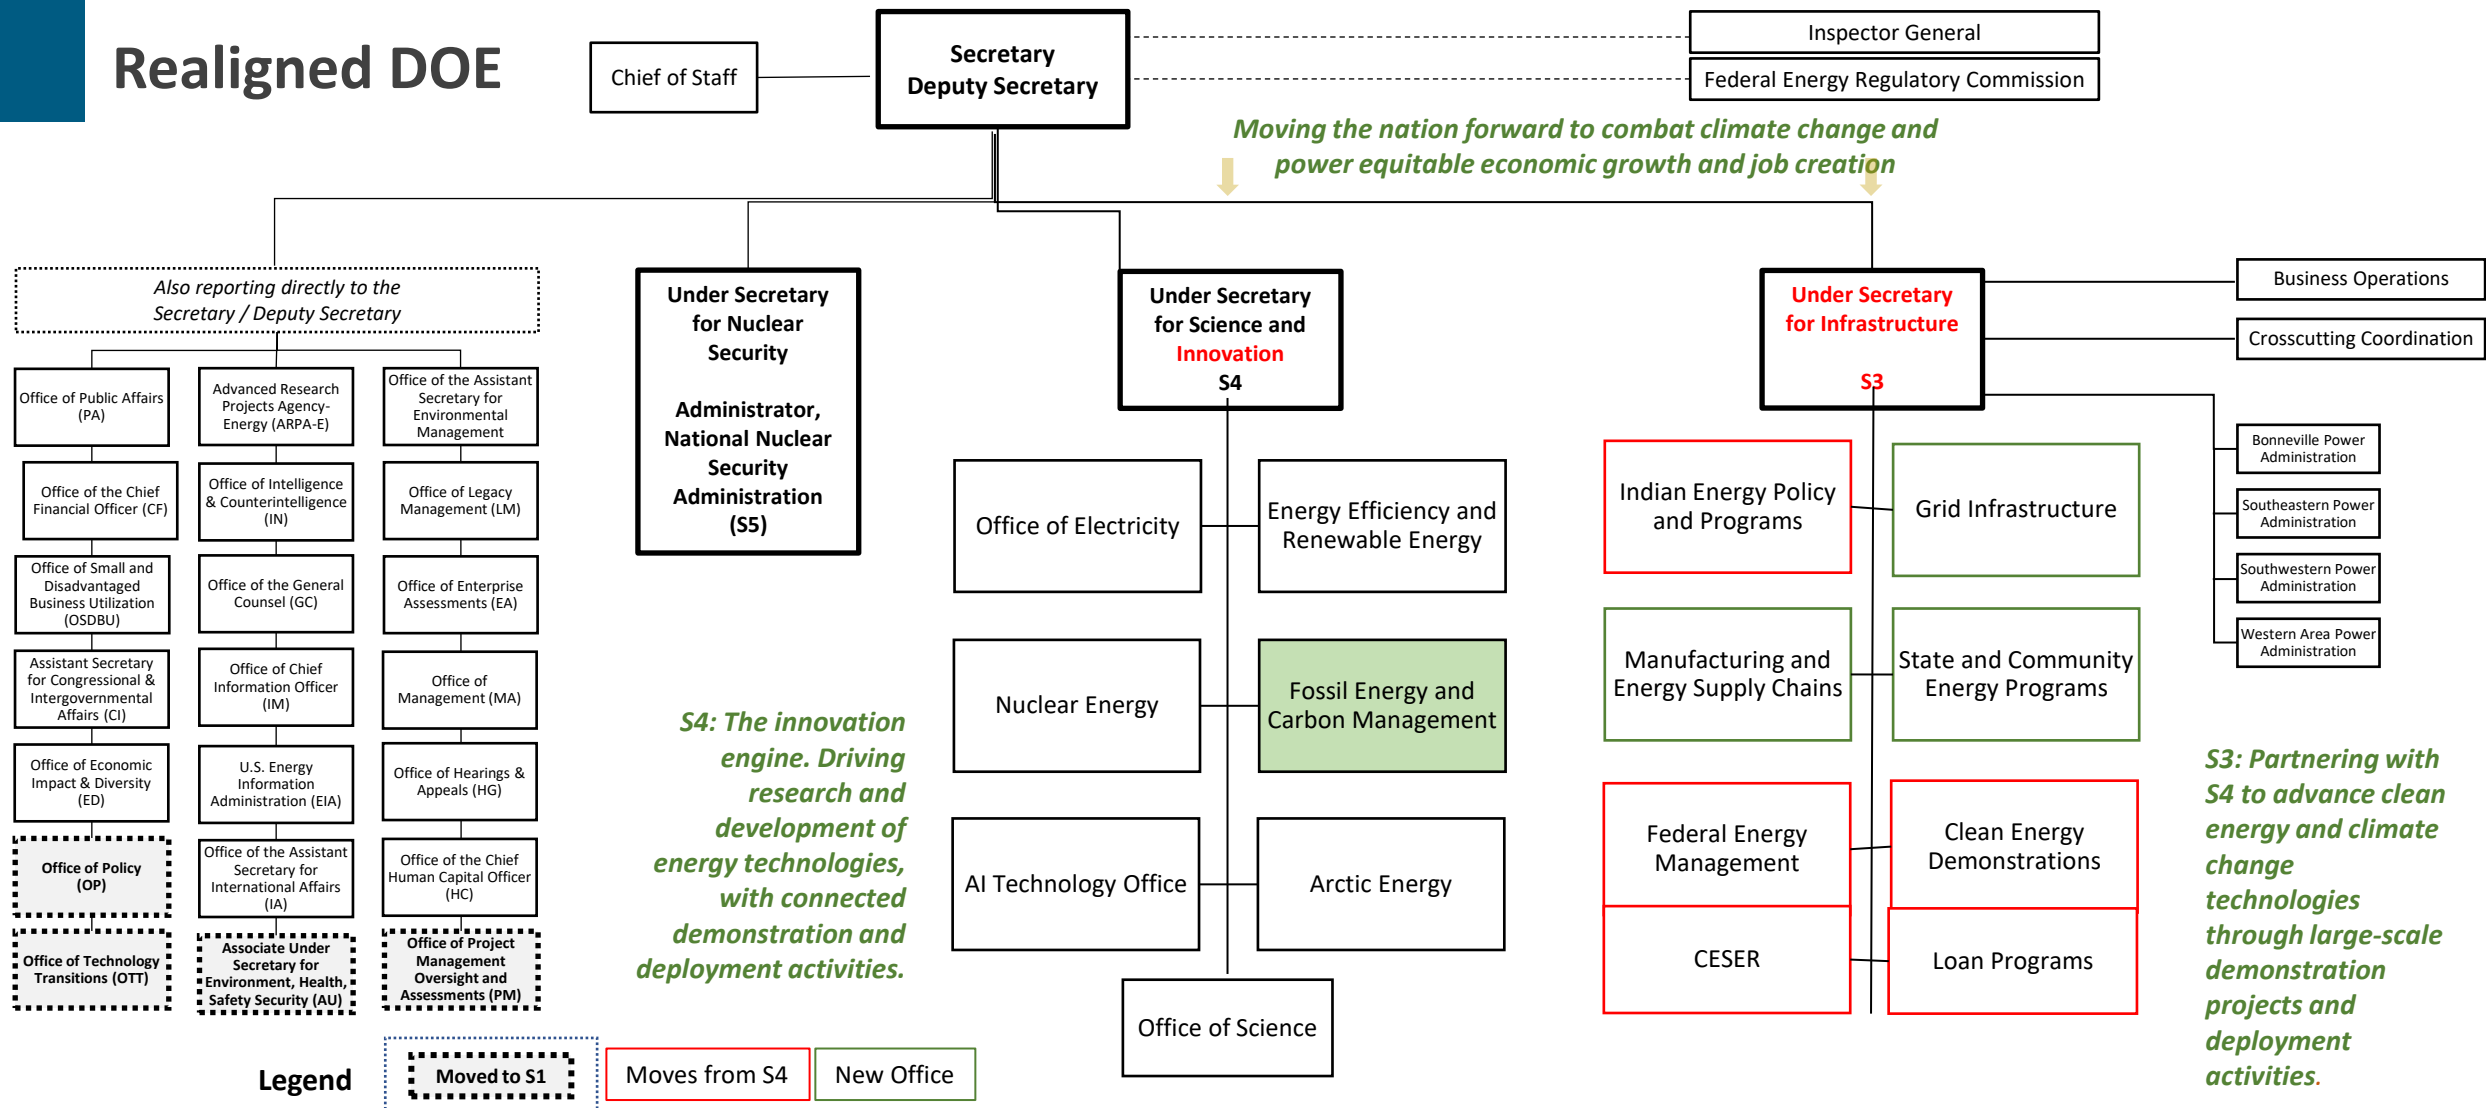 Realigned DOE
Chief of Staff
Secretary
Deputy Secretary
Inspector General
Federal Energy Regulatory Commission
Moving the nation forward to combat climate change and
power equitable economic growth and job creation
Also reporting directly to the
Secretary / Deputy Secretary
Office of Public Affairs
(PA)
Office of the Chief
Financial Officer (CF)
Office of Small and
Disadvantaged
Business Utilization
(OSDBU)
Assistant Secretary
for Congressional &
Intergovernmental
Affairs (CI)
Office of Economic
Impact & Diversity
(ED)
Office of Policy
(OP)
Office of Technology
Transitions (OTT)
Advanced Research
Projects Agency-
Energy (ARPA-E)
Office of Intelligence
& Counterintelligence
(IN)
Office of the General
Counsel (GC)
Office of Chief
Information Officer
(IM)
U.S. Energy
Information
Administration (EIA)
Office of the Assistant
Secretary for
International Affairs
(IA)
Associate Under
Secretary for
Environment, Health,
Safety Security (AU)
Office of the Assistant
Secretary for
Environmental
Management
Office of Legacy
Management (LM)
Office of Enterprise
Assessments (EA)
Office of
Management (MA)
Office of Hearings &
Appeals (HG)
Office of the Chief
Human Capital Officer
(HC)
Office of Project
Management
Oversight and
Assessments (PM)
Under Secretary
for Nuclear
Security
Administrator,
National Nuclear
Security
Administration
(S5)
S4: The innovation
engine. Driving
research and
development of
energy technologies,
with connected
demonstration and
deployment activities.
Under Secretary
for Science and
Innovation
S4
Office of Electricity
Energy Efficiency and
Renewable Energy
Nuclear Energy
Fossil Energy and
Carbon Management
AI Technology Office
Arctic Energy
Office of Science
Under Secretary
for Infrastructure
S3
Indian Energy Policy
and Programs
Grid Infrastructure
Manufacturing and
Energy Supply Chains
State and Community
Energy Programs
Federal Energy
Management
Clean Energy
Demonstrations
CESER
Loan Programs
Business Operations
Crosscutting Coordination
Bonneville Power
Administration
Southeastern Power
Administration
Southwestern Power
Administration
Western Area Power
Administration
S3: Partnering with
S4 to advance clean
energy and climate
change
technologies
through large-scale
demonstration
projects and
deployment
activities.
Legend
Moved to S1
Moves from S4
New Office